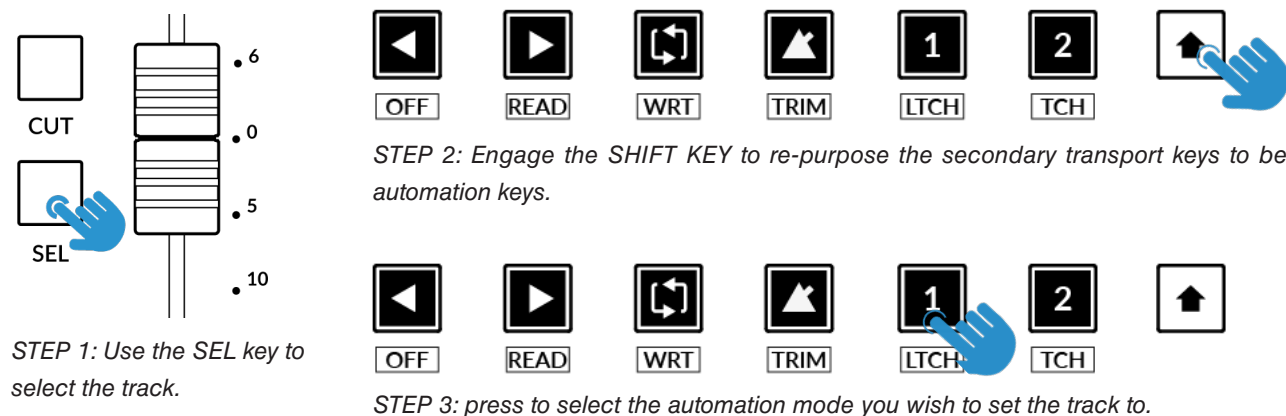 CUT
SEL
6
0
5
10
STEP 1: Use the SEL key to
select the track.
1 2
OFF READ WRT TRIM LTCH TCH
STEP 2: Engage the SHIFT KEY to re-purpose the secondary transport keys to be
automation keys.
1 2
OFF READ WRT TRIM LTCH TCH
STEP 3: press to select the automation mode you wish to set the track to.